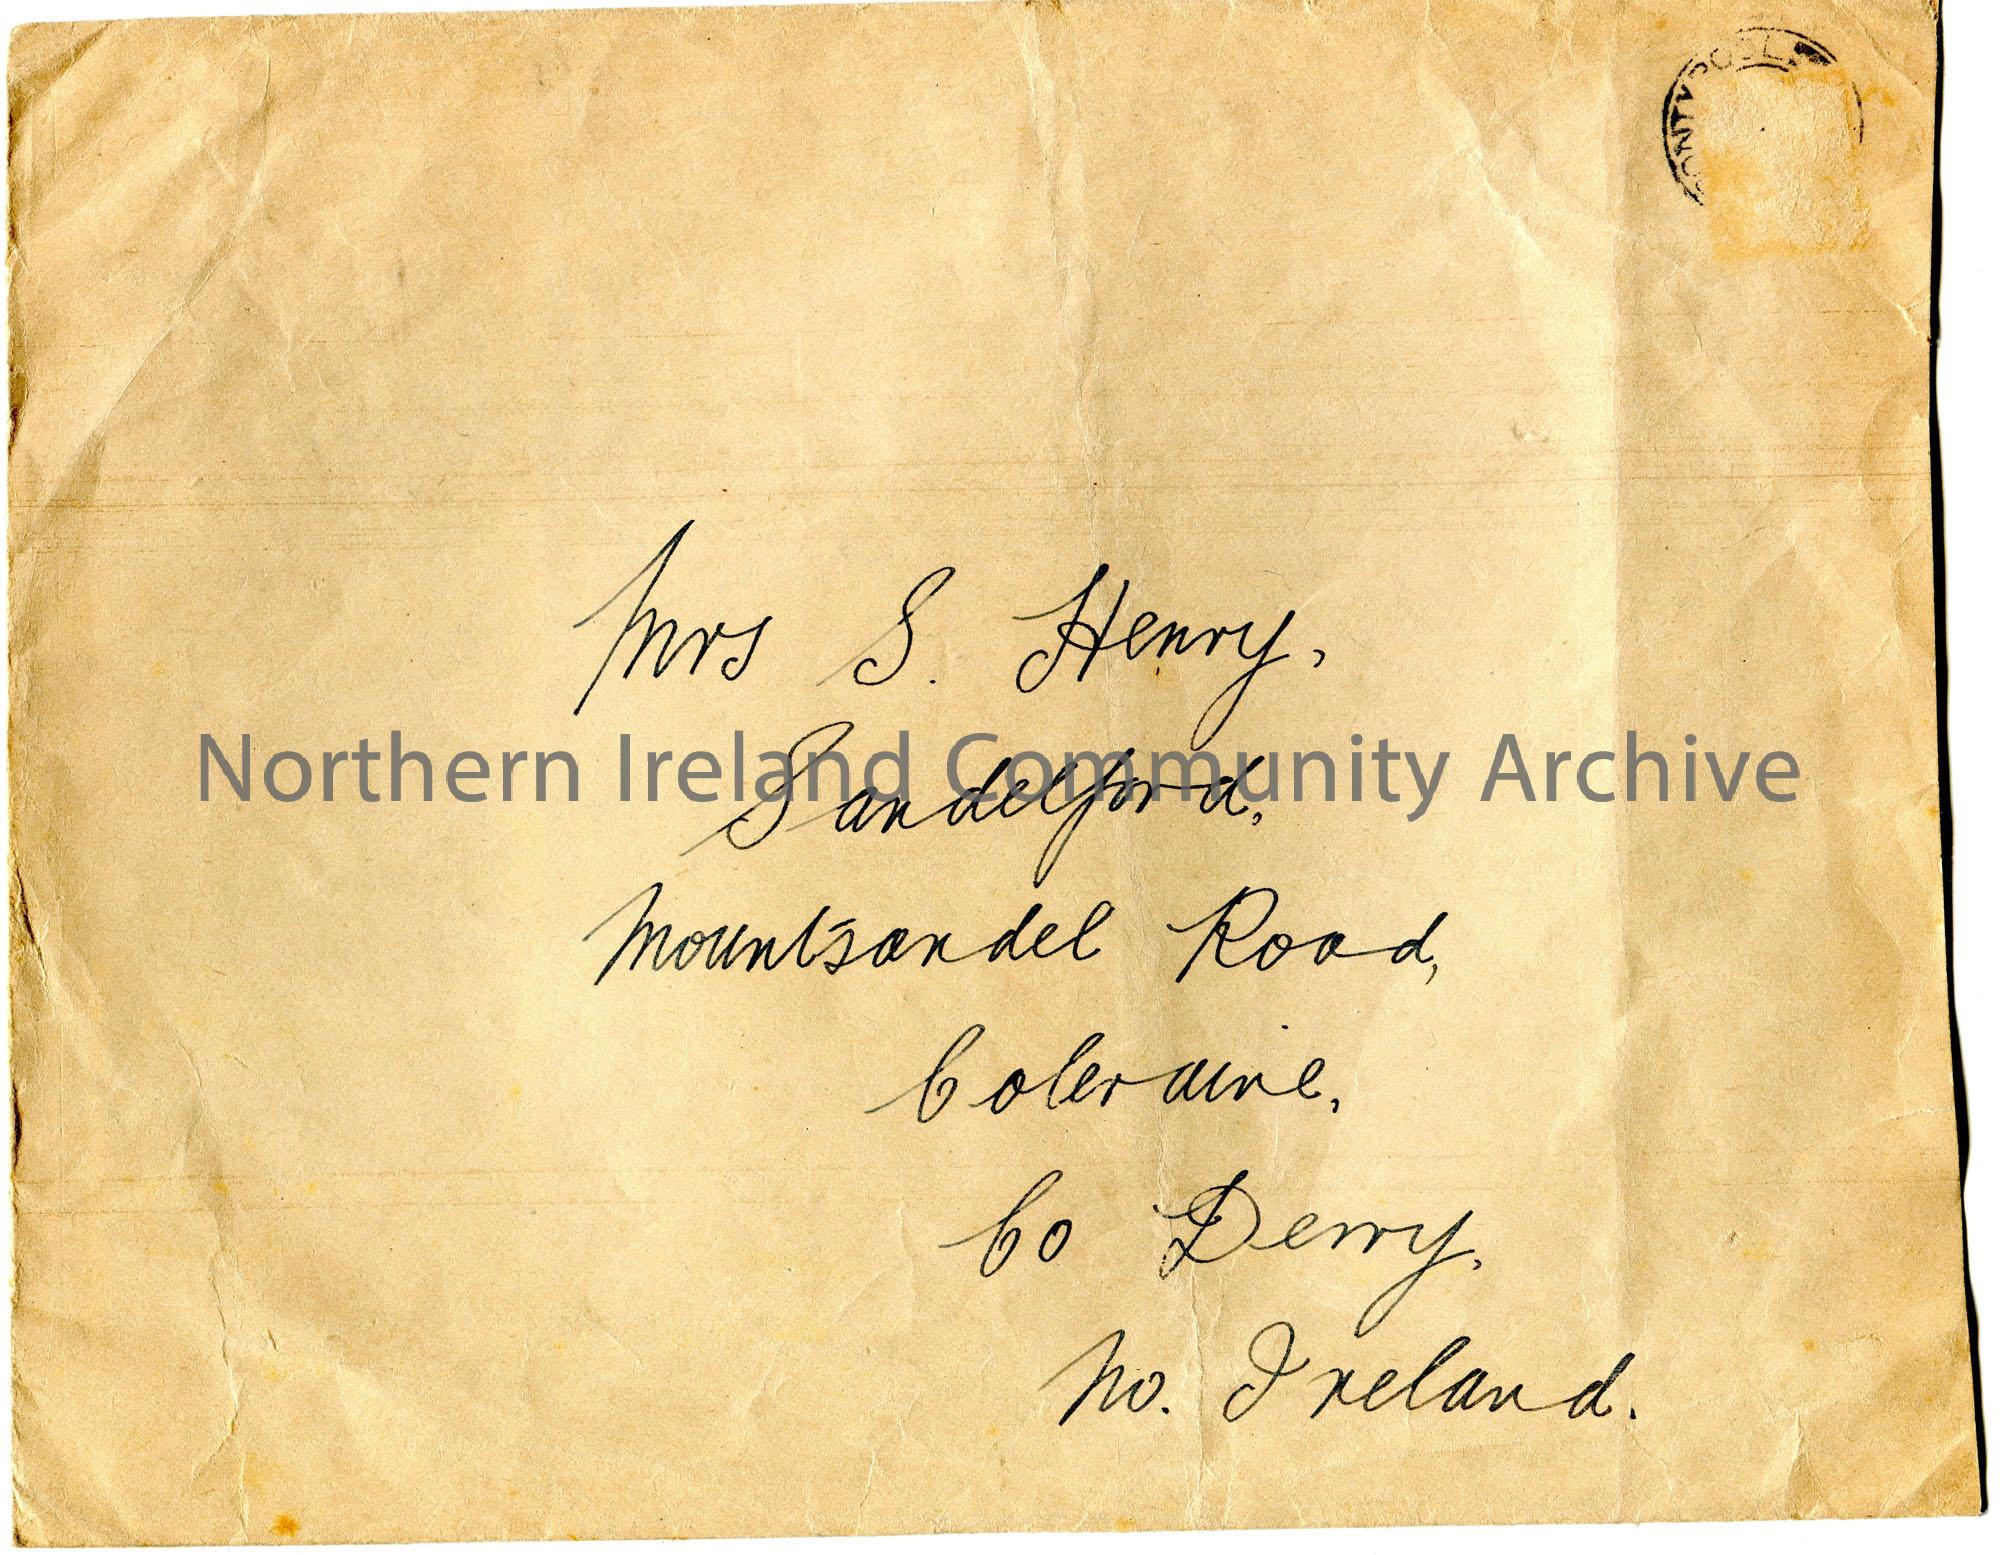 Mrs S. Henry,
Northern Ireland Community Archive
Sandelford,
Mountsandel Road,
Coleraine,
Co Derry,
No. Ireland.